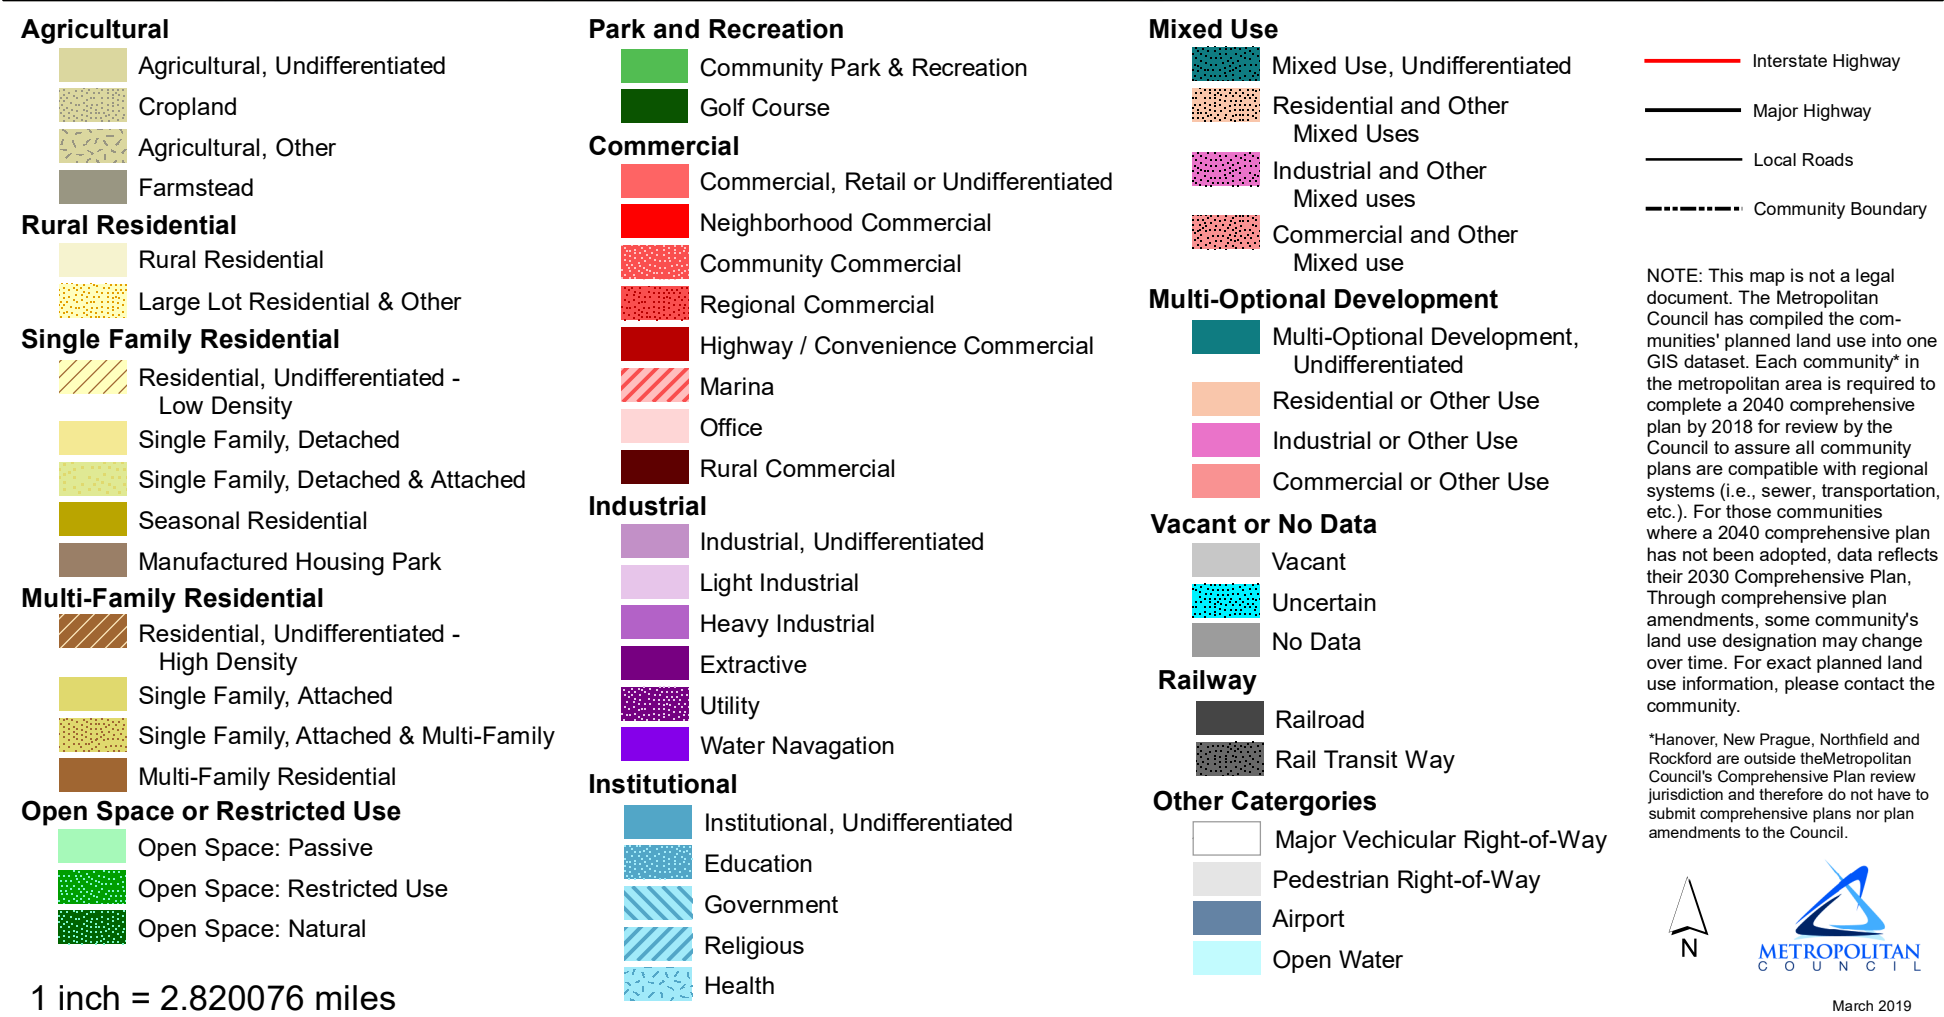 Agricultural
Agricultural, Undifferentiated
Cropland
Agricultural, Other
Farmstead
Rural Residential
Rural Residential
Large Lot Residential & Other
Single Family Residential
Residential, Undifferentiated -
Low Density
Single Family, Detached
Single Family, Detached & Attached
Seasonal Residential
Manufactured Housing Park
Multi-Family Residential
Residential, Undifferentiated -
High Density
Single Family, Attached
Single Family, Attached & Multi-Family
Multi-Family Residential
Open Space or Restricted Use
Open Space: Passive
Open Space: Restricted Use
Open Space: Natural
1 inch = 2.820076 miles
Park and Recreation
Community Park & Recreation
Golf Course
Commercial
Commercial, Retail or Undifferentiated
Neighborhood Commercial
Community Commercial
Regional Commercial
Highway / Convenience Commercial
Marina
Office
Rural Commercial
Industrial
Industrial, Undifferentiated
Light Industrial
Heavy Industrial
Extractive
Utility
Water Navagation
Institutional
Institutional, Undifferentiated
Education
Government
Religious
Health
Mixed Use
Mixed Use, Undifferentiated
Residential and Other
Mixed Uses
Industrial and Other
Mixed uses
Commercial and Other
Mixed use
Multi-Optional Development
Multi-Optional Development,
Undifferentiated
Residential or Other Use
Industrial or Other Use
Commercial or Other Use
Vacant or No Data
Vacant
Uncertain
No Data
Railway
Railroad
Rail Transit Way
Other Catergories
Major Vechicular Right-of-Way
Pedestrian Right-of-Way
Airport
Open Water
Interstate Highway
Major Highway
Local Roads
Community Boundary
NOTE: This map is not a legal
document. The Metropolitan
Council has compiled the com-
munities' planned land use into one
GIS dataset. Each community* in
the metropolitan area is required to
complete a 2040 comprehensive
plan by 2018 for review by the
Council to assure all community
plans are compatible with regional
systems (i.e., sewer, transportation,
etc.). For those communities
where a 2040 comprehensive plan
has not been adopted, data reflects
their 2030 Comprehensive Plan,
Through comprehensive plan
amendments, some community's
land use designation may change
over time. For exact planned land
use information, please contact the
community.
*Hanover, New Prague, Northfield and
Rockford are outside theMetropolitan
Council's Comprehensive Plan review
jurisdiction and therefore do not have to
submit comprehensive plans nor plan
amendments to the Council.
N
METROPOLITAN
COUNCIL
March 2019